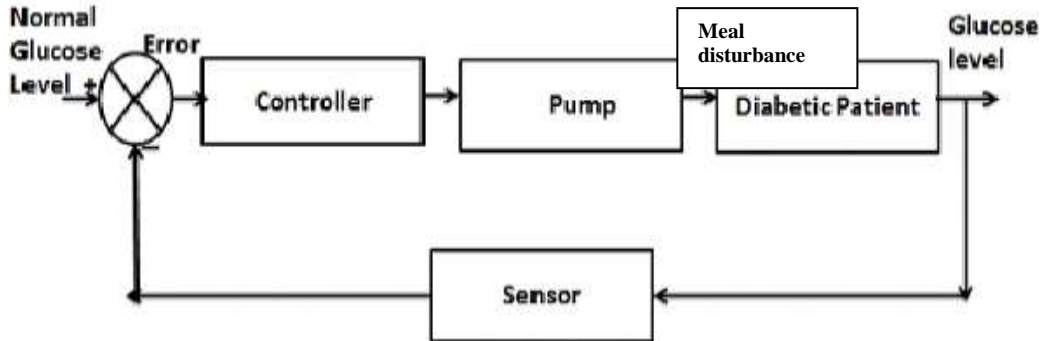 Normal
Glucose
Level +
Error
−
Controller
Pump
Meal
disturbance
Diabetic Patient
Glucose
level
Sensor